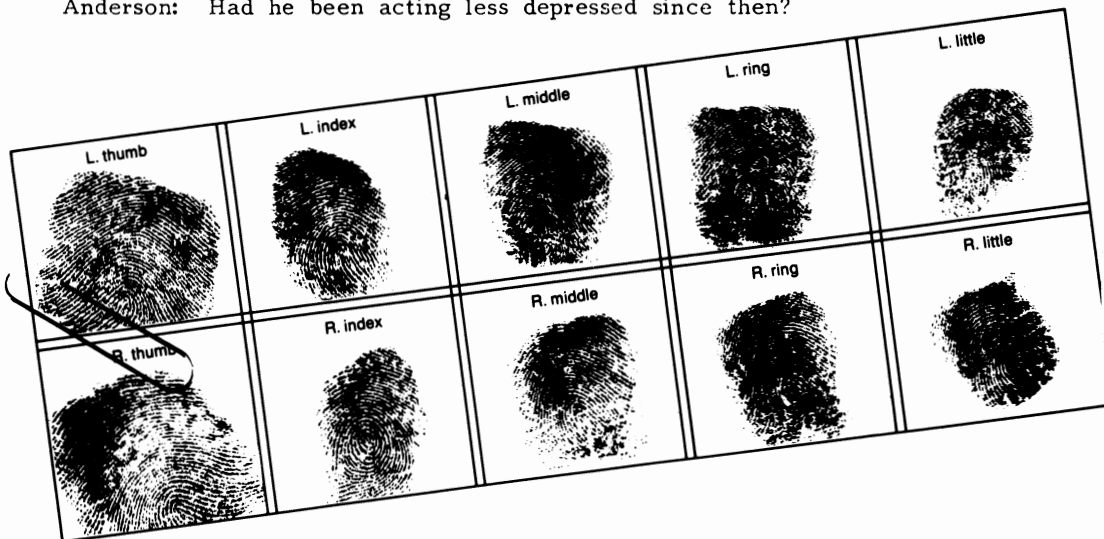 Anderson: Had he been acting less depressed since then?
L. thumb L. index L. middle L. ring L. little
R. thumb R. index R. middle R. ring R. little